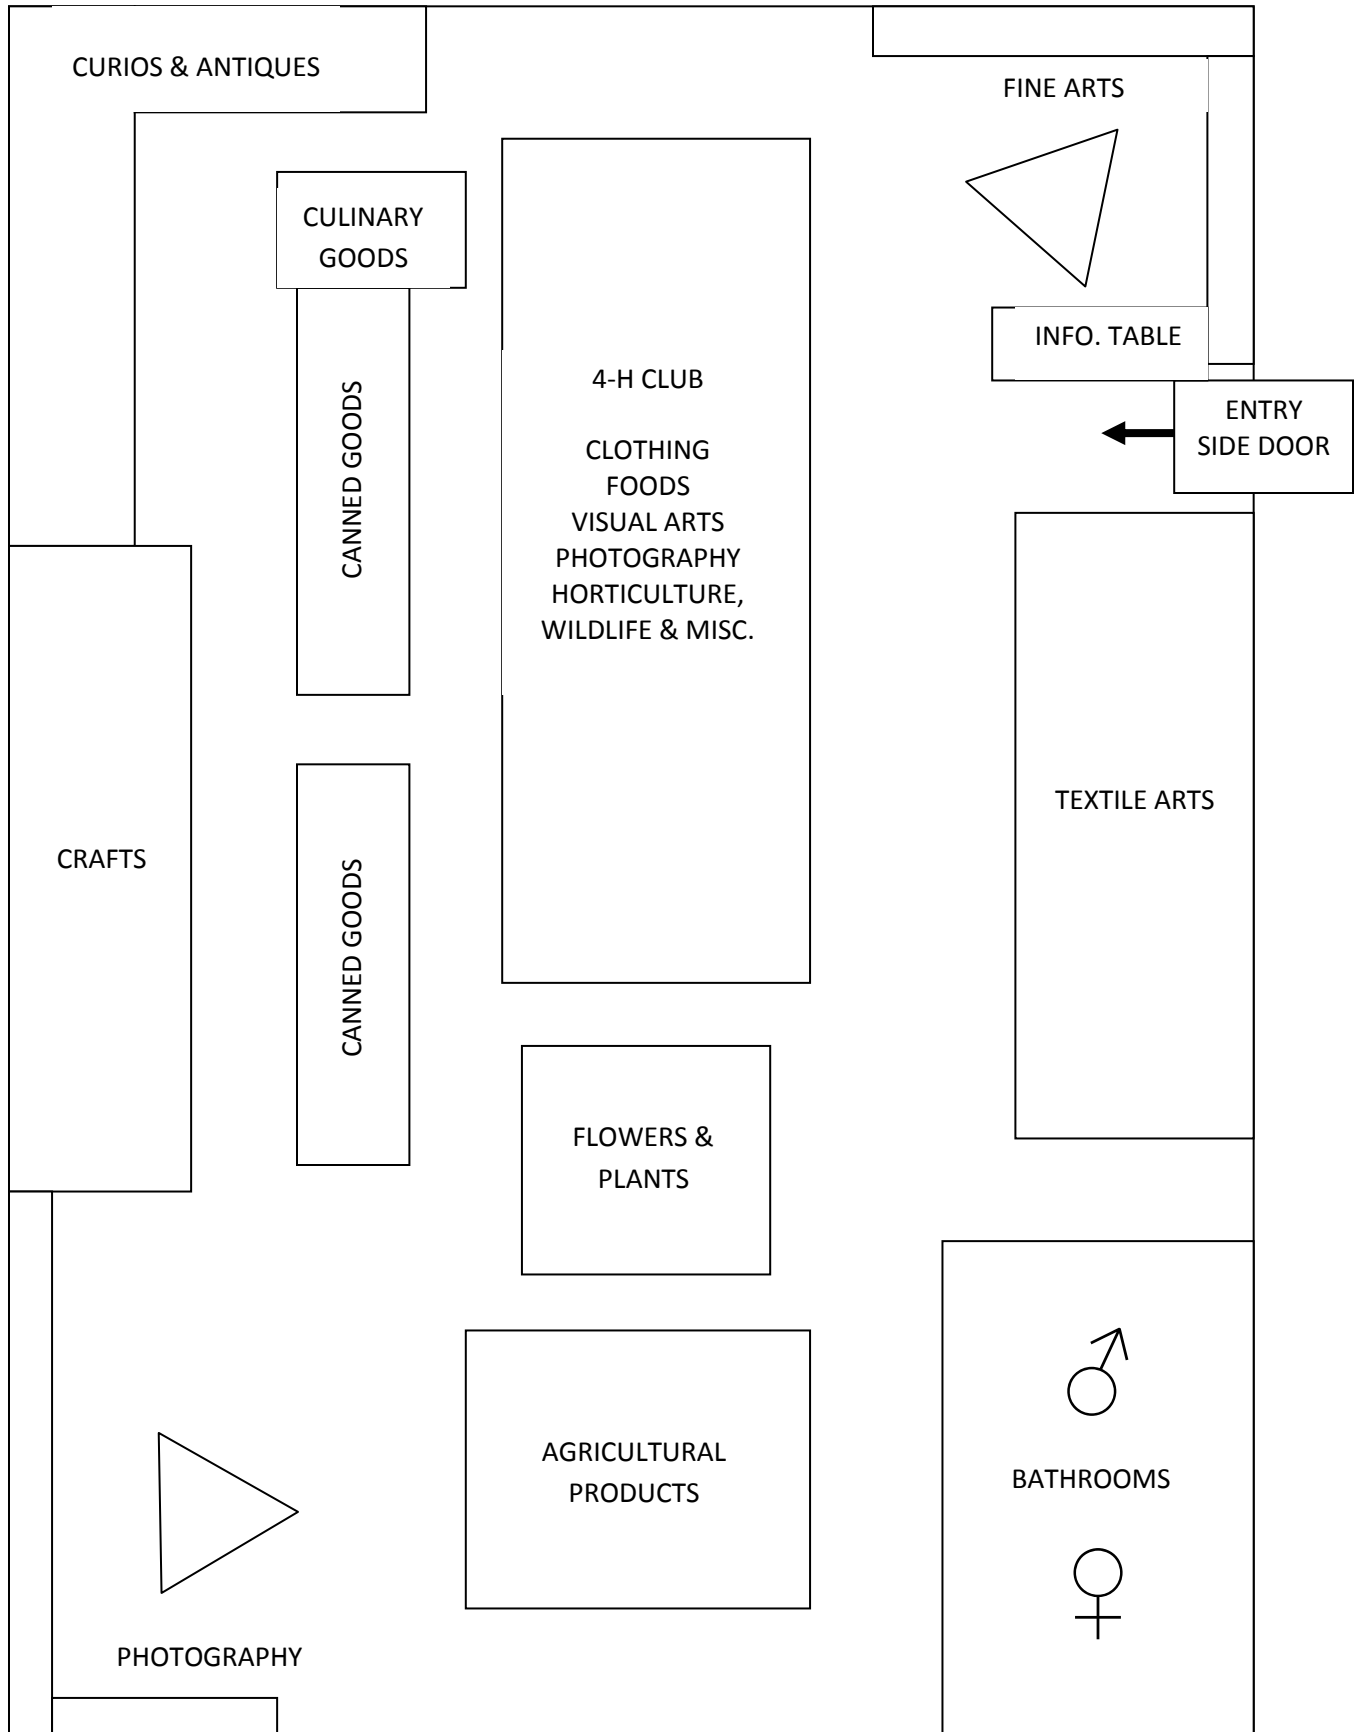 CURIOS & ANTIQUES
FINE ARTS
CULINARY
GOODS
INFO. TABLE
ENTRY
SIDE DOOR
CANNED GOODS
4-H CLUB
CLOTHING
FOODS
VISUAL ARTS
PHOTOGRAPHY
HORTICULTURE,
WILDLIFE & MISC.
TEXTILE ARTS
CRAFTS
CANNED GOODS
FLOWERS &
PLANTS
AGRICULTURAL
PRODUCTS
BATHROOMS
PHOTOGRAPHY